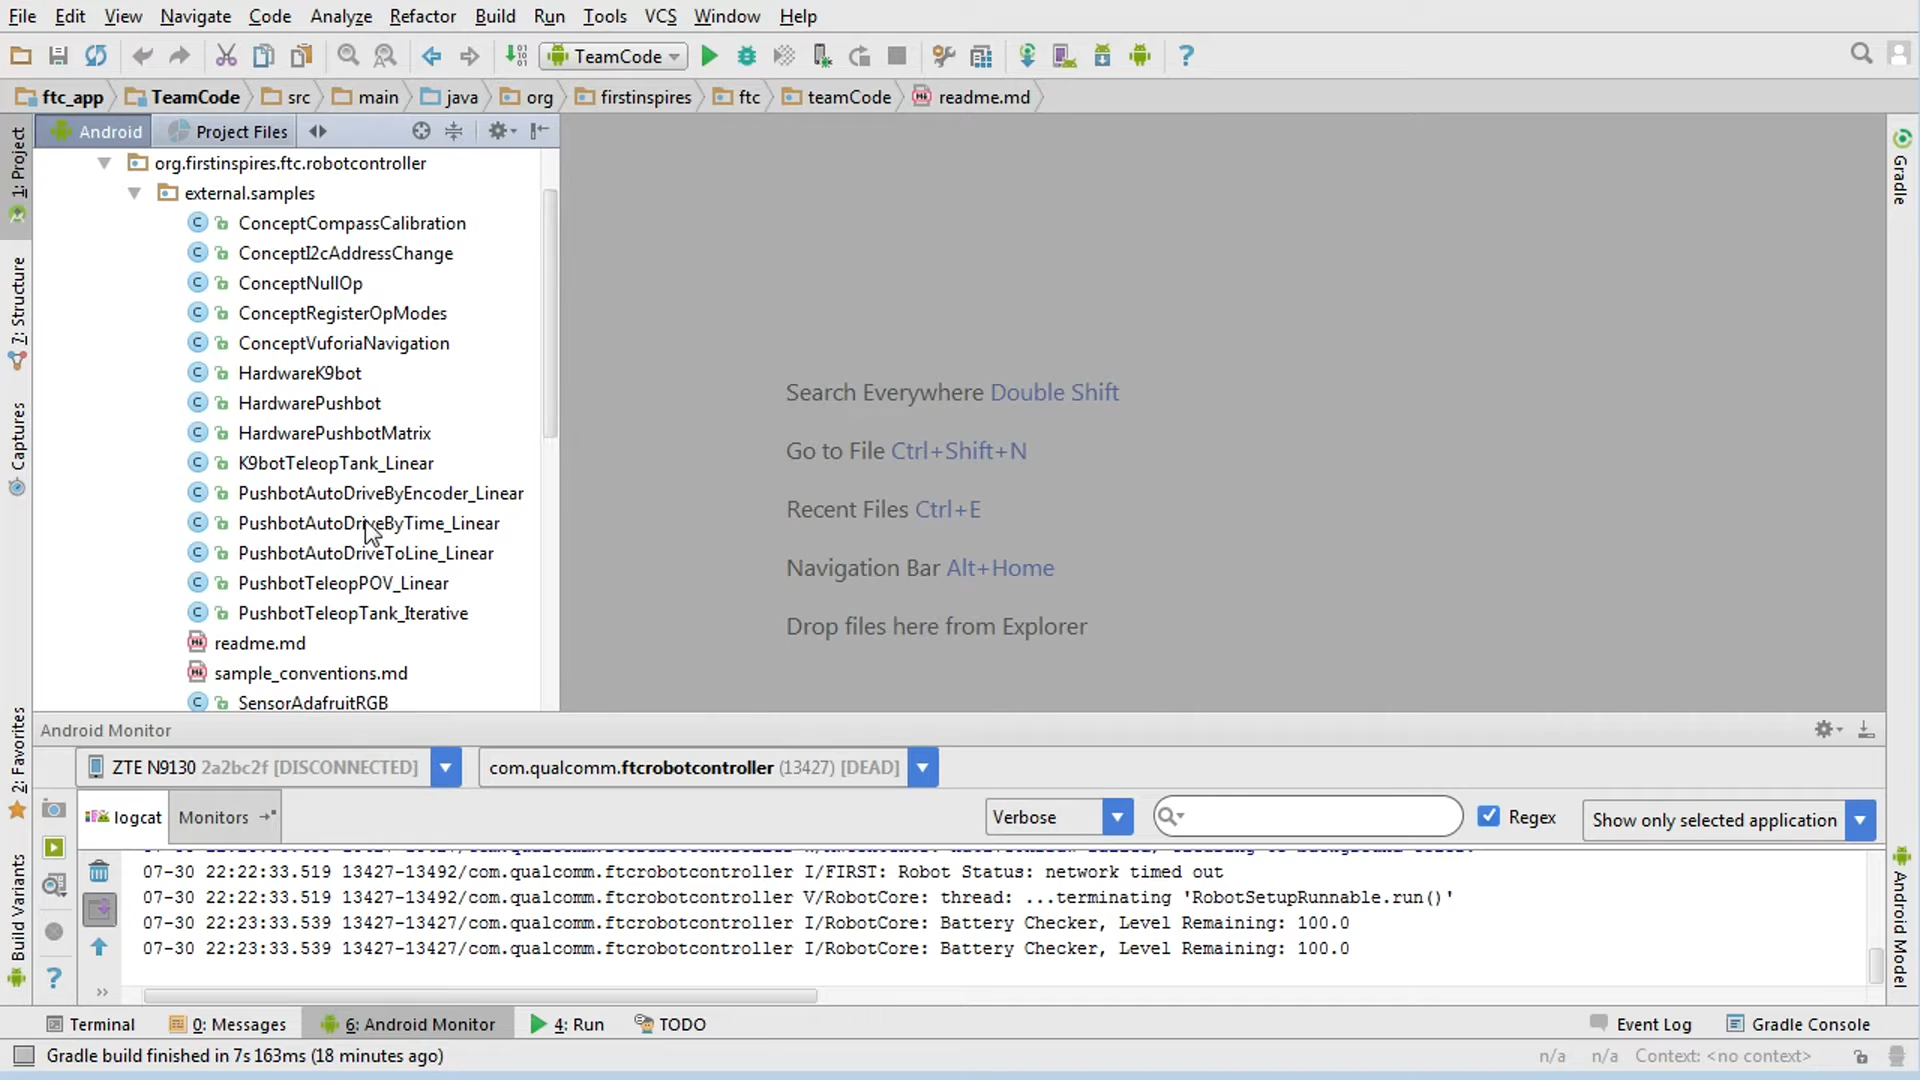 File Edit View Navigate Code Analyze Refactor Build Run Tools VCS Window Help
TeamCode
ftc_app TeamCode src main java org firstinspires ftc teamCode readme.md
Android Project Files
1: Project
7: Structure
Captures
2: Favorites
Build Variants
Gradle
Android Model
org.firstinspires.ftc.robotcontroller
external.samples
ConceptCompassCalibration
ConceptI2cAddressChange
ConceptNullOp
ConceptRegisterOpModes
ConceptVuforiaNavigation
HardwareK9bot
HardwarePushbot
HardwarePushbotMatrix
K9botTeleopTank_Linear
PushbotAutoDriveByEncoder_Linear
PushbotAutoDriveByTime_Linear
PushbotAutoDriveToLine_Linear
PushbotTeleopPOV_Linear
PushbotTeleopTank_Iterative
readme.md
sample_conventions.md
SensorAdafruitRGB
Search Everywhere Double Shift
Go to File Ctrl+Shift+N
Recent Files Ctrl+E
Navigation Bar Alt+Home
Drop files here from Explorer
Android Monitor
ZTE N9130 2a2bc2f [DISCONNECTED] com.qualcomm.ftcrobotcontroller (13427) [DEAD]
logcat Monitors Verbose Regex Show only selected application
07-30 22:22:33.519 13427-13492/com.qualcomm.ftcrobotcontroller I/FIRST: Robot Status: network timed out
07-30 22:22:33.519 13427-13492/com.qualcomm.ftcrobotcontroller V/RobotCore: thread: ...terminating 'RobotSetupRunnable.run()'
07-30 22:22:33.539 13427-13427/com.qualcomm.ftcrobotcontroller I/RobotCore: Battery Checker, Level Remaining: 100.0
07-30 22:23:33.539 13427-13427/com.qualcomm.ftcrobotcontroller I/RobotCore: Battery Checker, Level Remaining: 100.0
Terminal 0: Messages 6: Android Monitor 4: Run TODO Event Log Gradle Console
Gradle build finished in 7s 163ms (18 minutes ago) n/a n/a Context: <no context>